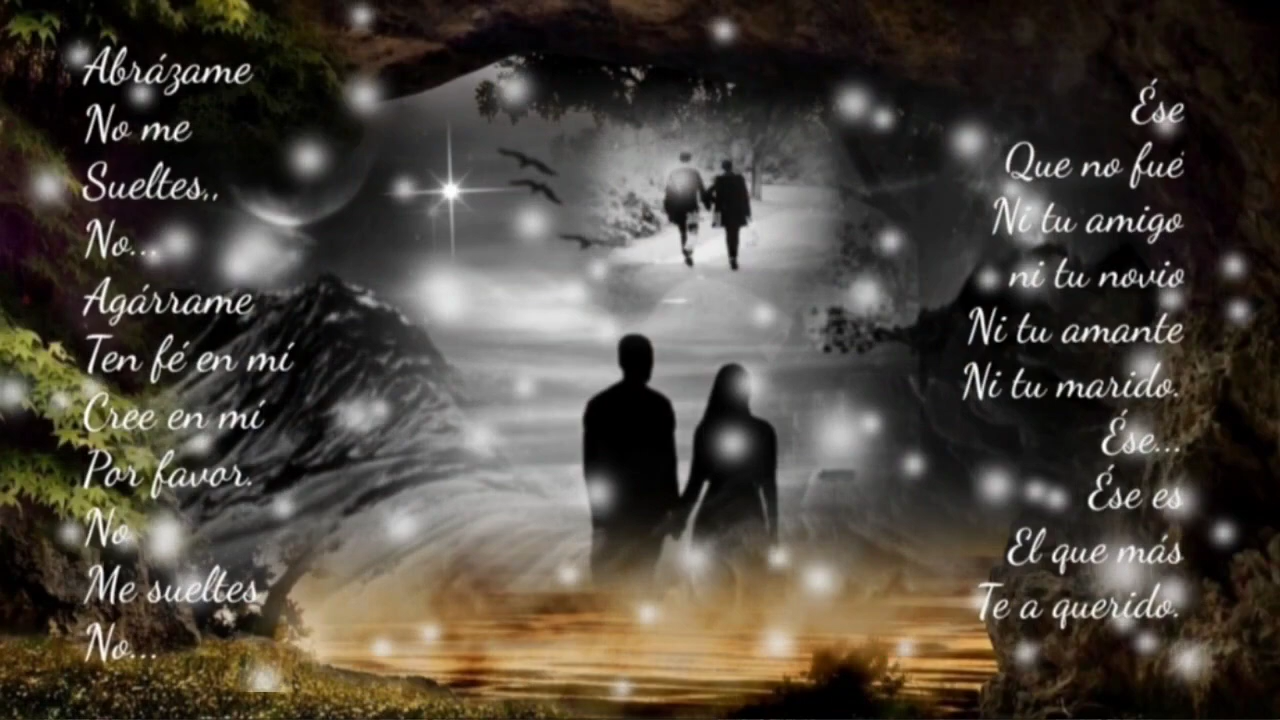 Abrázame
No me
Sueltes,,
No...
Agárrame
Ten fé en mí
Cree en mí
Por favor.
No
Me sueltes
No...
Ése
Que no fué
Ni tu amigo
ni tu novio
Ni tu amante
Ni tu marido.
Ése...
Ése es
El que más
Te a querido.